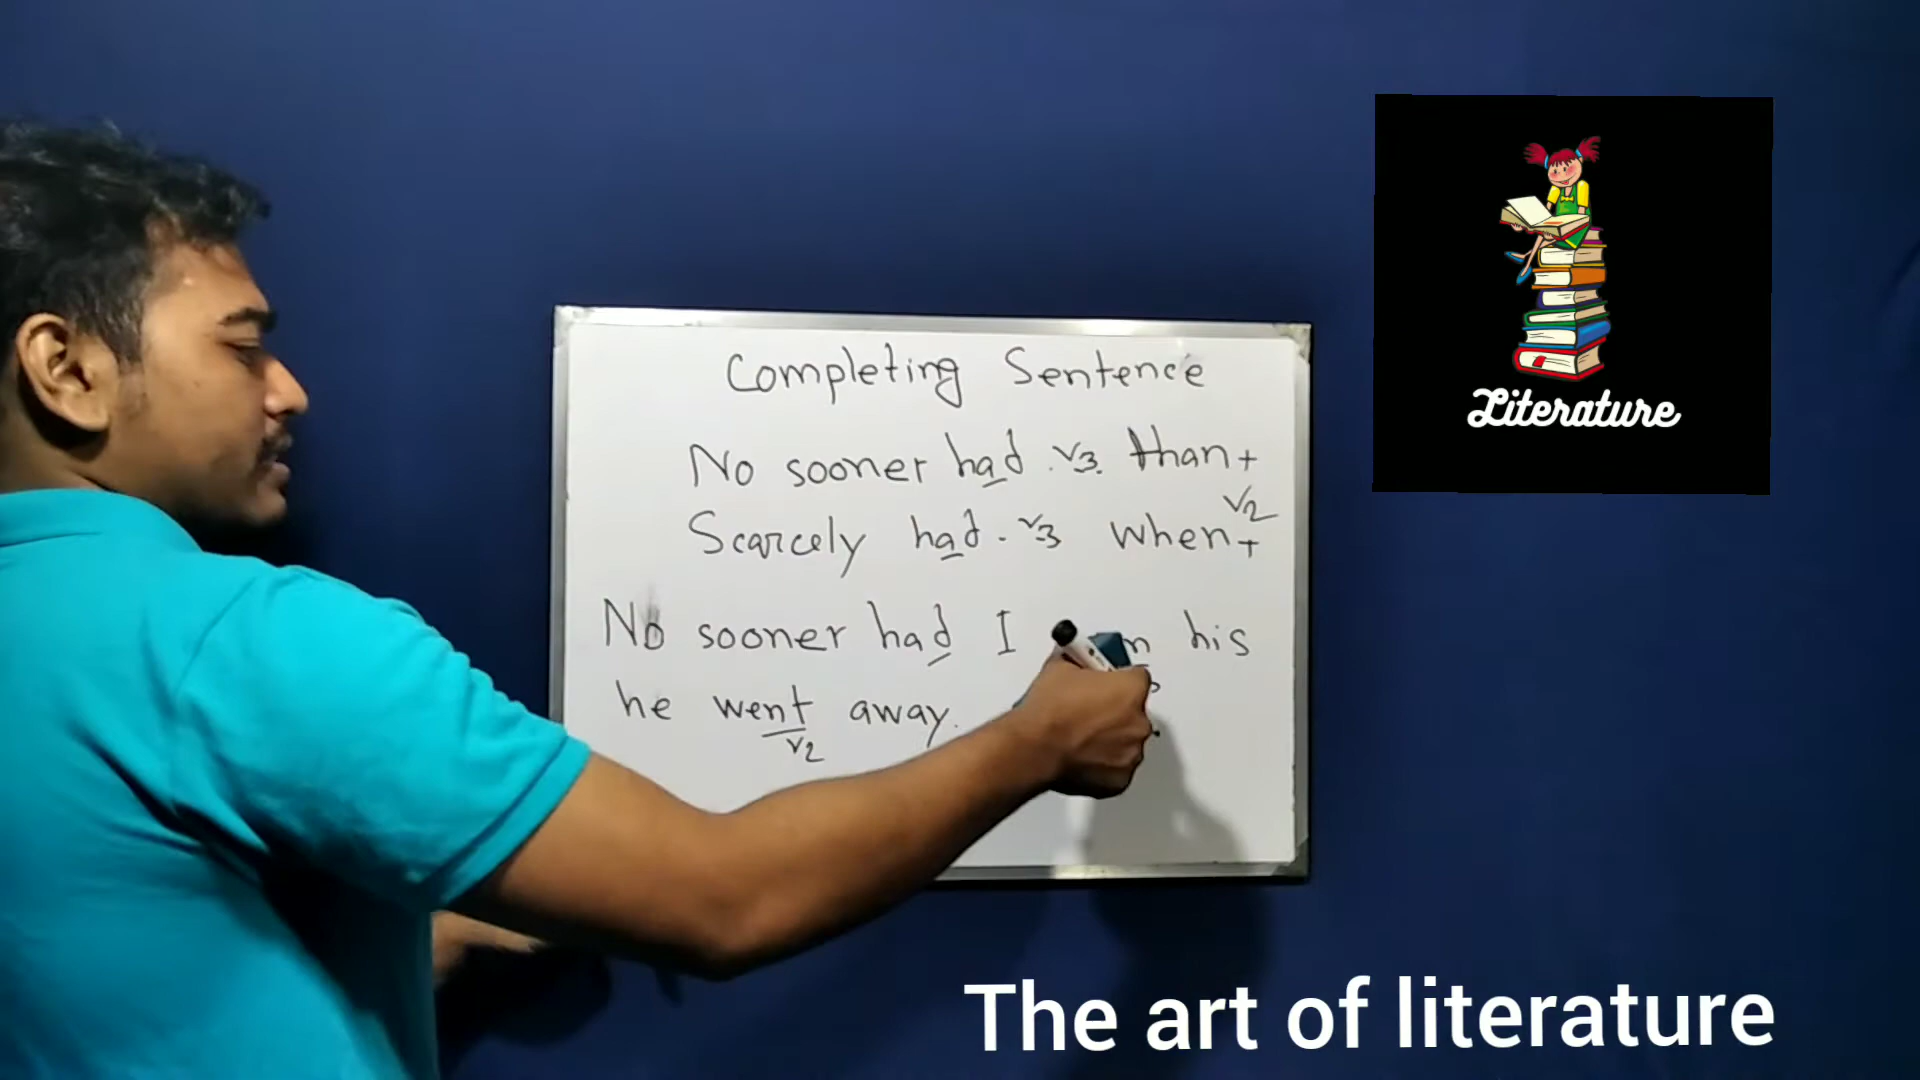 Completing Sentence
No sooner had .v3. than +
v2
Scarcely had . v3 when +
No sooner had I his
he went away.
v2
Literature
The art of literature